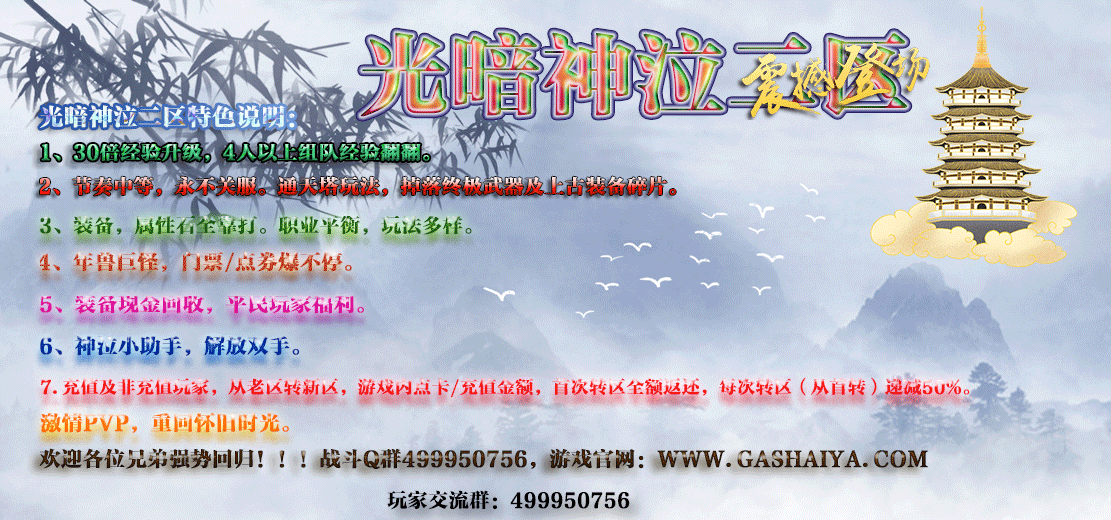 光暗神泣二区震撼登场
光暗神泣二区特色说明：
1、30倍经验升级，4人以上组队经验翻翻。
2、节奏中等，永不关服。通天塔玩法，掉落终极武器及上古装备碎片。
3、装备，属性石全靠打。职业平衡，玩法多样。
4、年兽巨怪，门票/点券爆不停。
5、装备现金回收，平民玩家福利。
6、神泣小助手，解放双手。
7. 充值及非充值玩家，从老区转新区，游戏内点卡/充值金额，首次转区全额返还，每次转区（从首转）递减50%。
激情PVP，重回怀旧时光。
欢迎各位兄弟强势回归！！！战斗Q群499950756，游戏官网：WWW.GASHAIYA.COM
玩家交流群：499950756